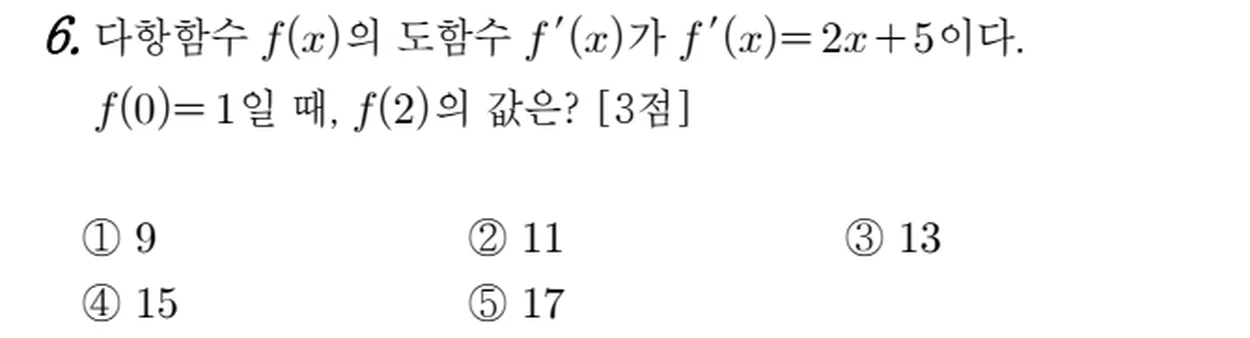 6. 다항함수 f(x)의 도함수 f′(x)가 f′(x)=2x+5이다.
f(0)=1일 때, f(2)의 값은? [3점]
① 9 ② 11 ③ 13
④ 15 ⑤ 17